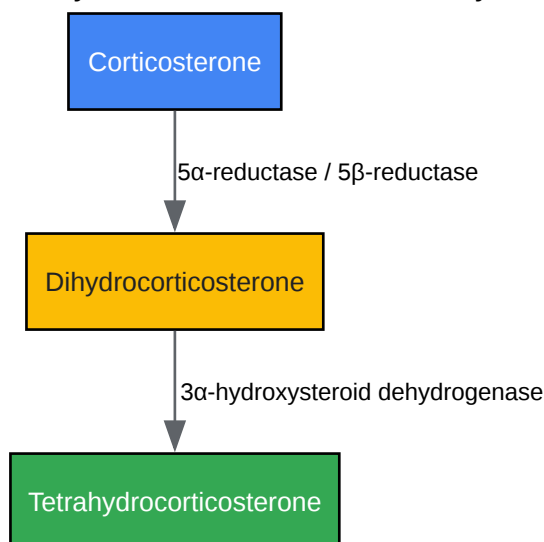 Corticosterone
5α-reductase / 5β-reductase
Dihydrocorticosterone
3α-hydroxysteroid dehydrogenase
Tetrahydrocorticosterone